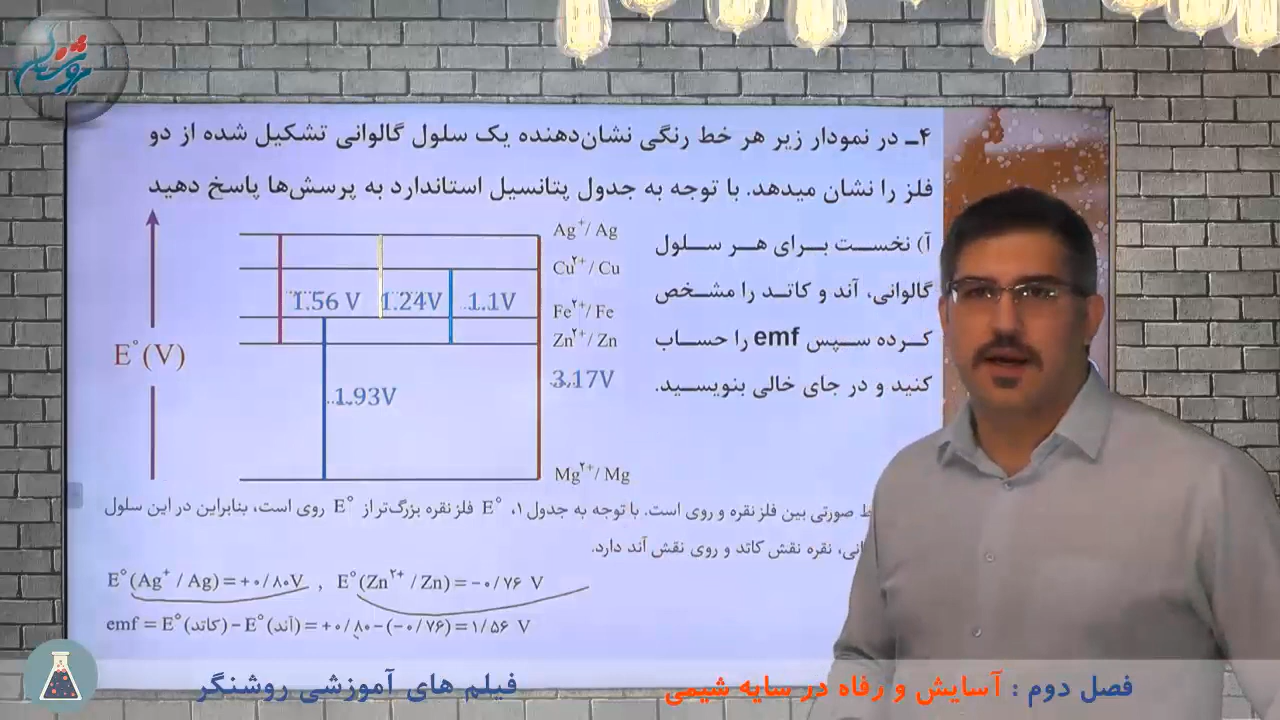 ۴ـ در نمودار زیر هر خط رنگی نشان‌دهنده یک سلول گالوانی تشکیل شده از دو
فلز را نشان میدهد. با توجه به جدول پتانسیل استاندارد به پرسش‌ها پاسخ دهید
آ) نخست برای هر سلول
گالوانی، آند و کاتد را مشخص
کرده سپس emf را حساب
کنید و در جای خالی بنویسید.
E°(V)
Ag⁺/Ag
Cu²⁺/Cu
Fe²⁺/Fe
Zn²⁺/Zn
Mg²⁺/Mg
1.56 V
1.24V
1.1V
3.17V
1.93V
صورتی بین فلز نقره و روی است. با توجه به جدول ۱، E° فلز نقره بزرگ‌تر از E° روی است، بنابراین در این سلول
نقره نقش کاتد و روی نقش آند دارد.
E°(Ag⁺/Ag)=+۰/۸۰V , E°(Zn²⁺/Zn)=−۰/۷۶ V
emf = E°(کاتد)−E°(آند)=+۰/۸۰−(−۰/۷۶)=۱/۵۶ V
فصل دوم : آسایش و رفاه در سایه شیمی
فیلم های آموزشی روشنگر